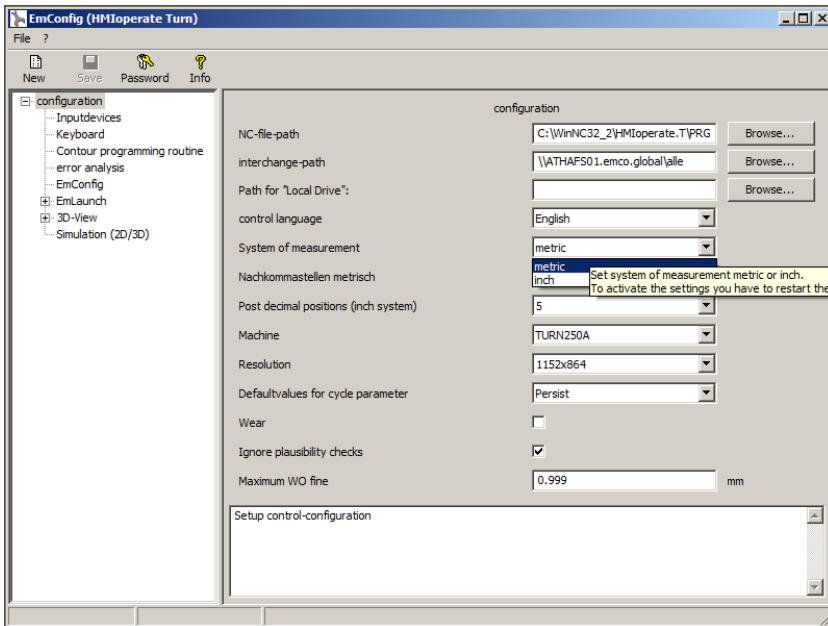 EmConfig (HMIoperate Turn)
File ?
New Save Password Info
configuration
Inputdevices
Keyboard
Contour programming routine
error analysis
EmConfig
EmLaunch
3D-View
Simulation (2D/3D)
configuration
NC-file-path C:\WinNC32_2\HMIoperate.T\PRG Browse...
interchange-path \\ATHAFS01.emco.global\alle Browse...
Path for "Local Drive": Browse...
control language English
System of measurement metric
metric
inch
Set system of measurement metric or inch.
To activate the settings you have to restart the
Nachkommastellen metrisch
Post decimal positions (inch system) 5
Machine TURN250A
Resolution 1152x864
Defaultvalues for cycle parameter Persist
Wear
Ignore plausibility checks
Maximum WO fine 0.999 mm
Setup control-configuration